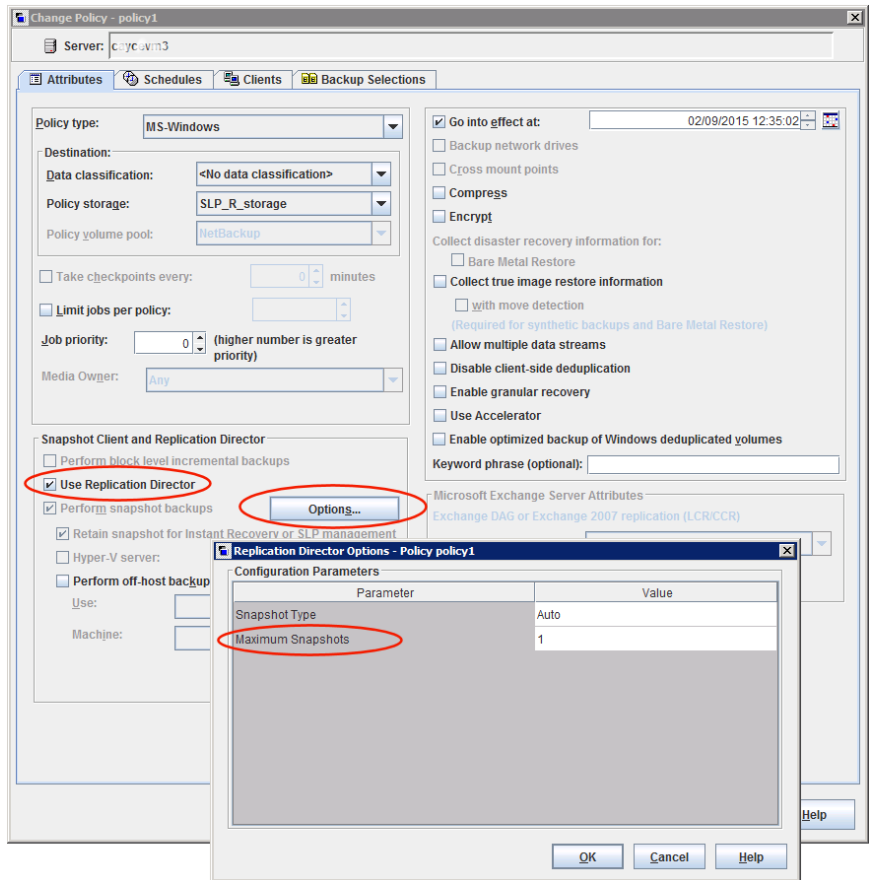 Change Policy - policy1
Server:
Attributes Schedules Clients Backup Selections
Policy type: MS-Windows
Destination:
Data classification: <No data classification>
Policy storage: SLP_R_storage
Policy volume pool: NetBackup
Take checkpoints every: 0 minutes
Limit jobs per policy:
Job priority: 0 (higher number is greater
priority)
Media Owner: Any
Snapshot Client and Replication Director
Perform block level incremental backups
Use Replication Director
Perform snapshot backups Options...
Retain snapshot for Instant Recovery or SLP management
Hyper-V server:
Perform off-host backup
Use:
Machine:
Go into effect at: 02/09/2015 12:35:02
Backup network drives
Cross mount points
Compress
Encrypt
Collect disaster recovery information for:
Bare Metal Restore
Collect true image restore information
with move detection
(Required for synthetic backups and Bare Metal Restore)
Allow multiple data streams
Disable client-side deduplication
Enable granular recovery
Use Accelerator
Enable optimized backup of Windows deduplicated volumes
Keyword phrase (optional):
Microsoft Exchange Server Attributes
Exchange DAG or Exchange 2007 replication (LCR/CCR)
Help
Replication Director Options - Policy policy1
Configuration Parameters
Parameter Value
Snapshot Type Auto
Maximum Snapshots 1
OK Cancel Help